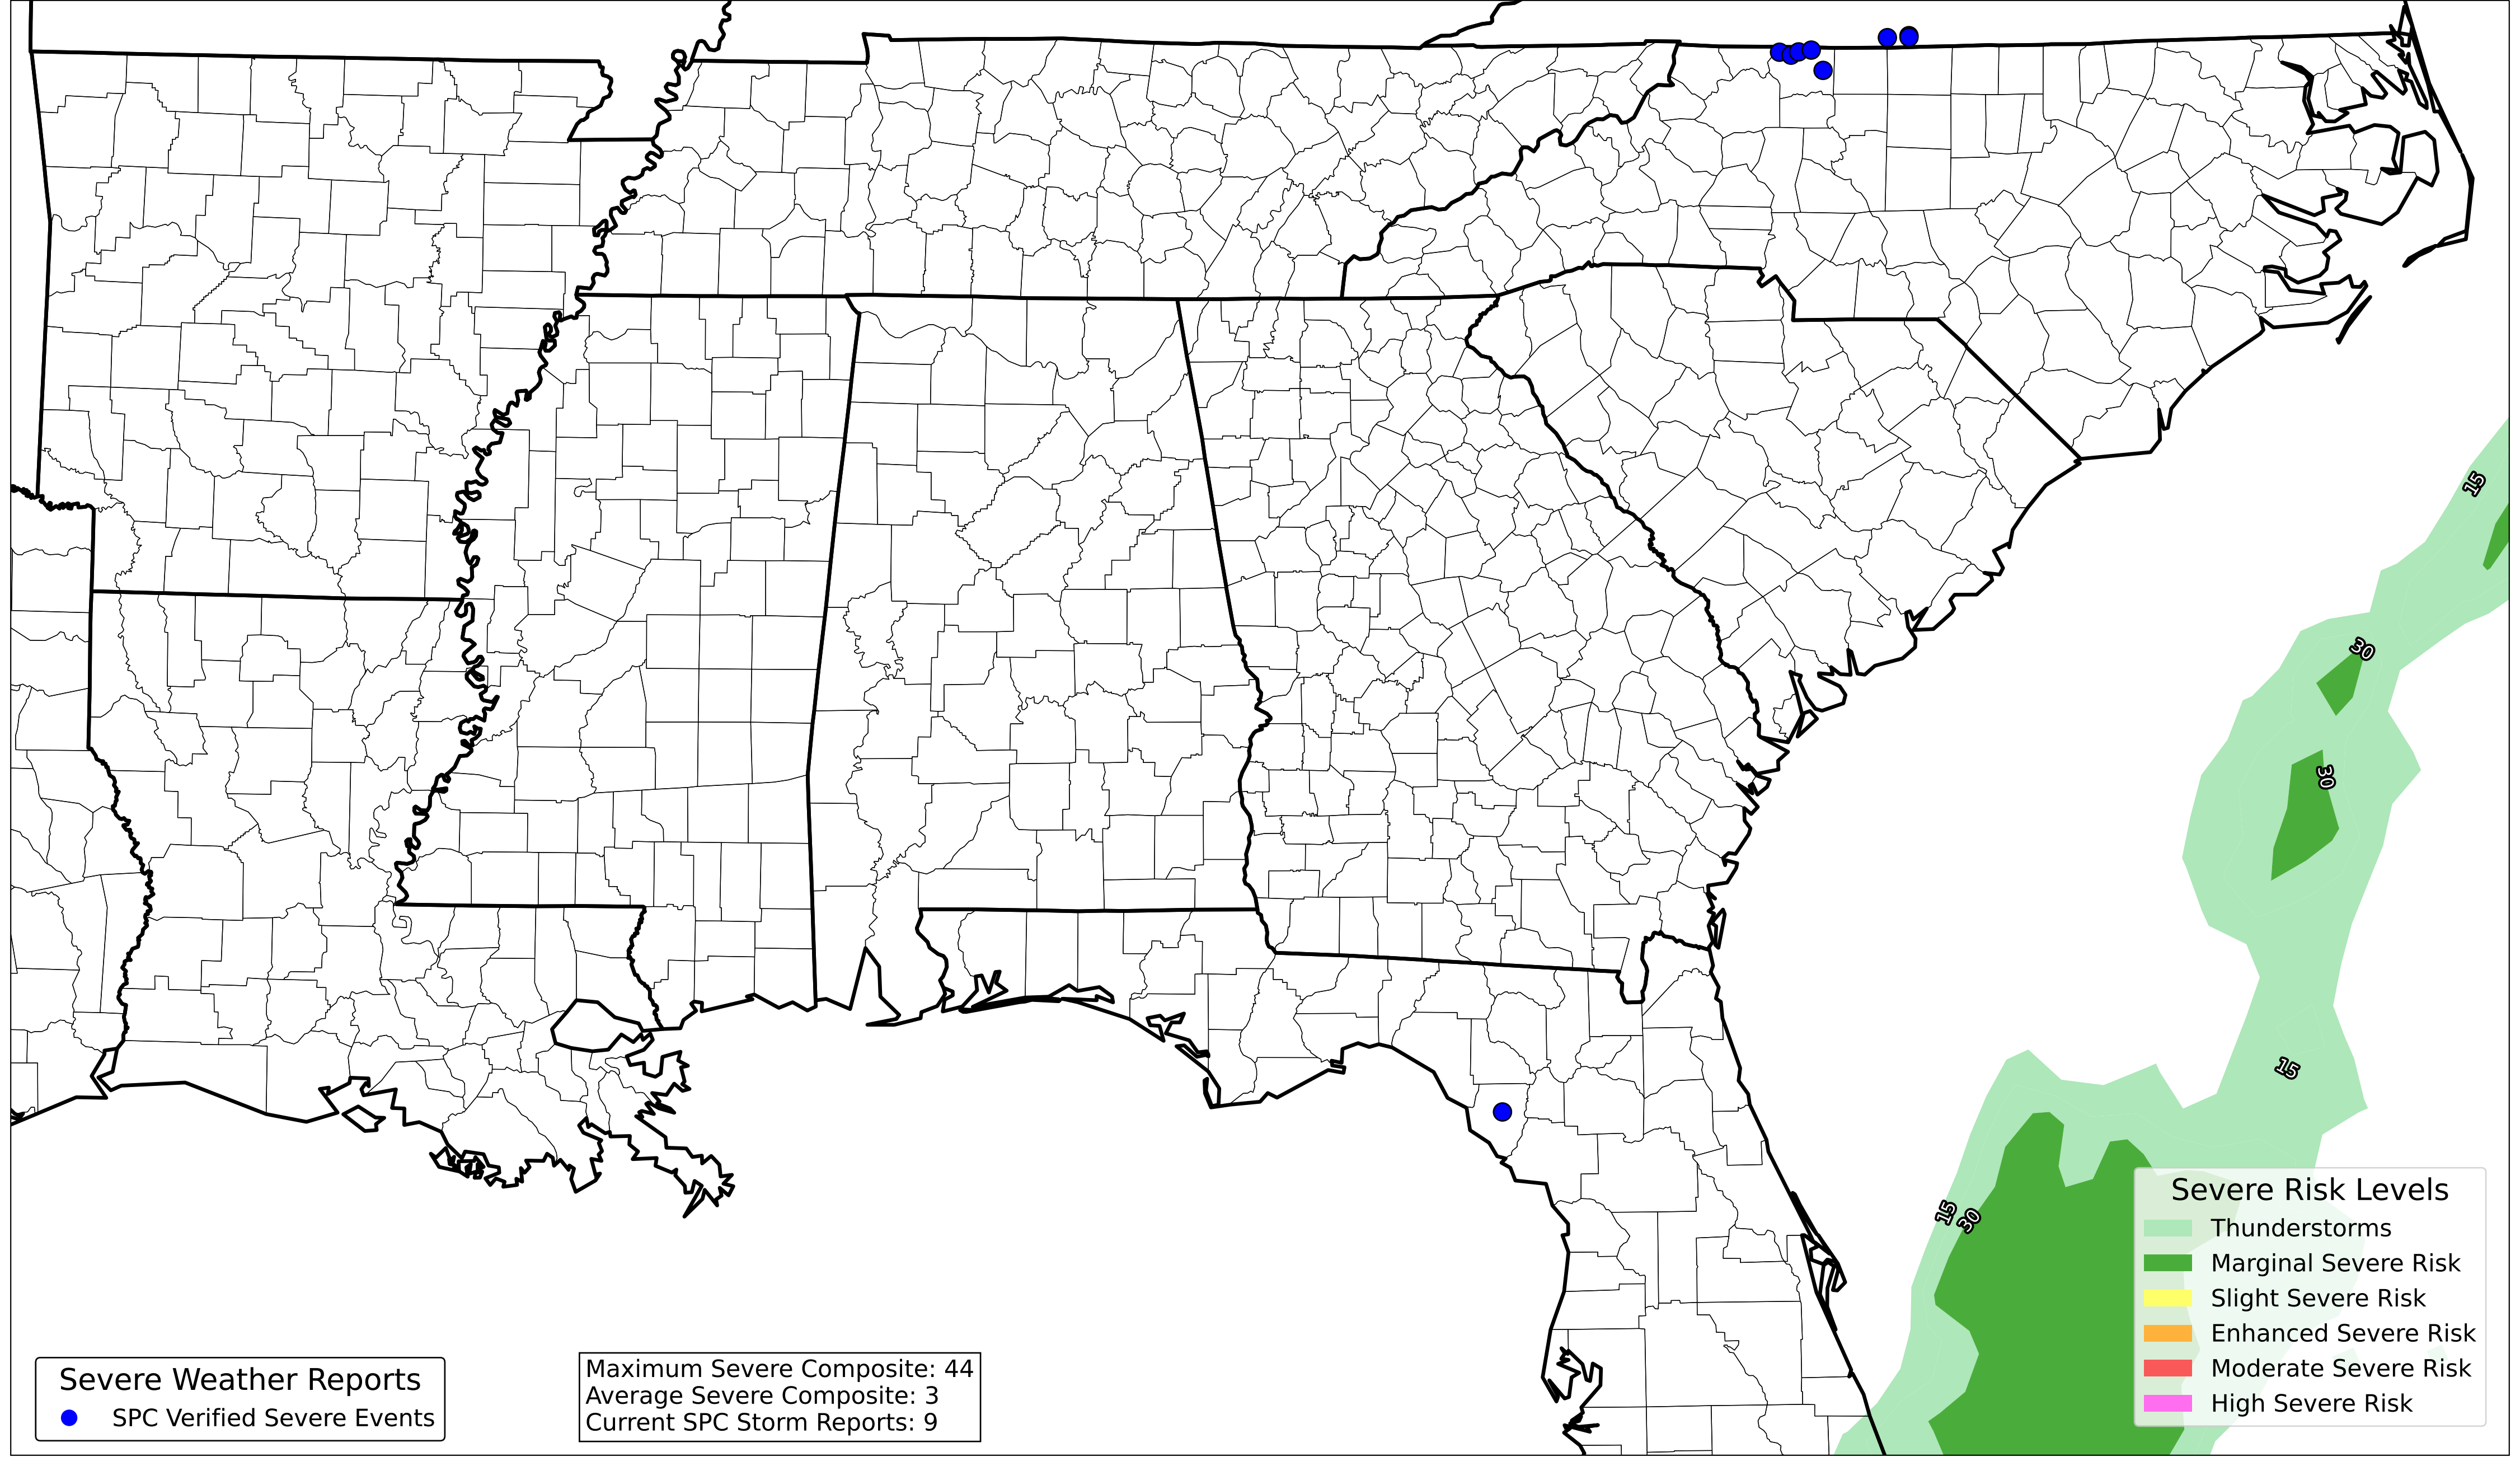 15
30
30
15
15
30
Severe Risk Levels
Thunderstorms
Marginal Severe Risk
Slight Severe Risk
Enhanced Severe Risk
Moderate Severe Risk
High Severe Risk
Severe Weather Reports
SPC Verified Severe Events
Maximum Severe Composite: 44
Average Severe Composite: 3
Current SPC Storm Reports: 9